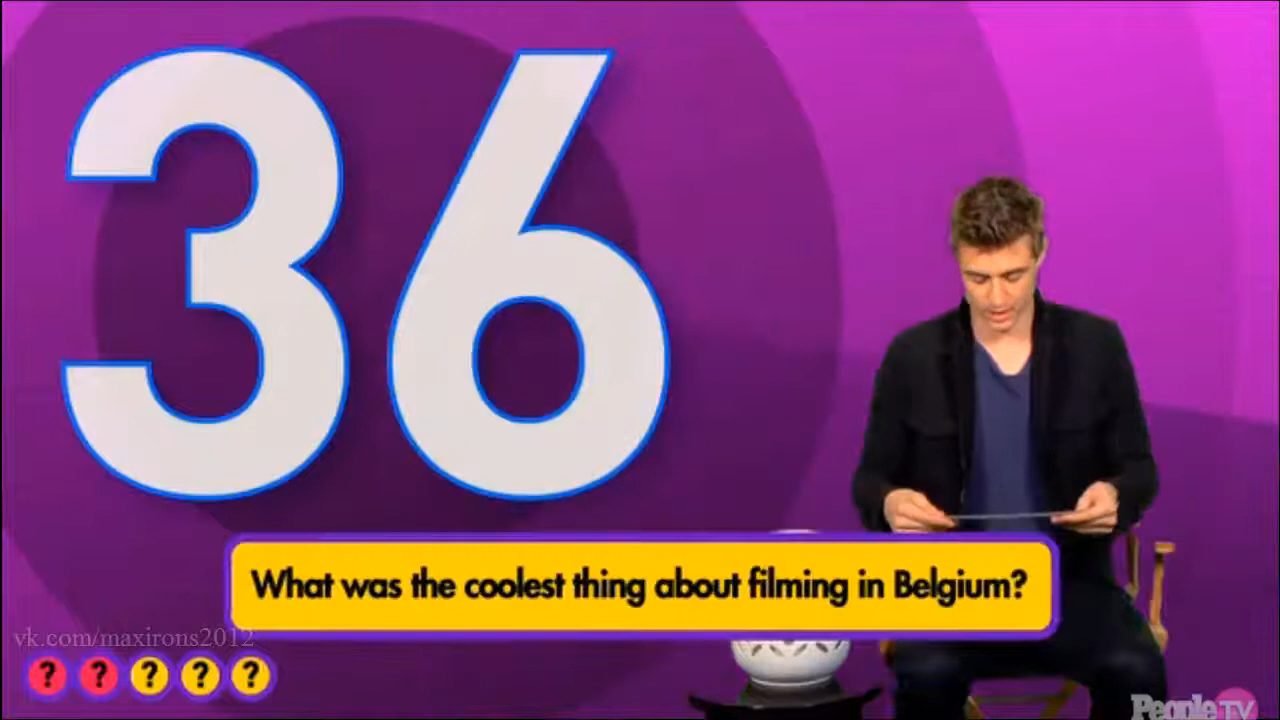 36
What was the coolest thing about filming in Belgium?
vk.com/maxirons2012
? ? ? ? ?
PeopleTV